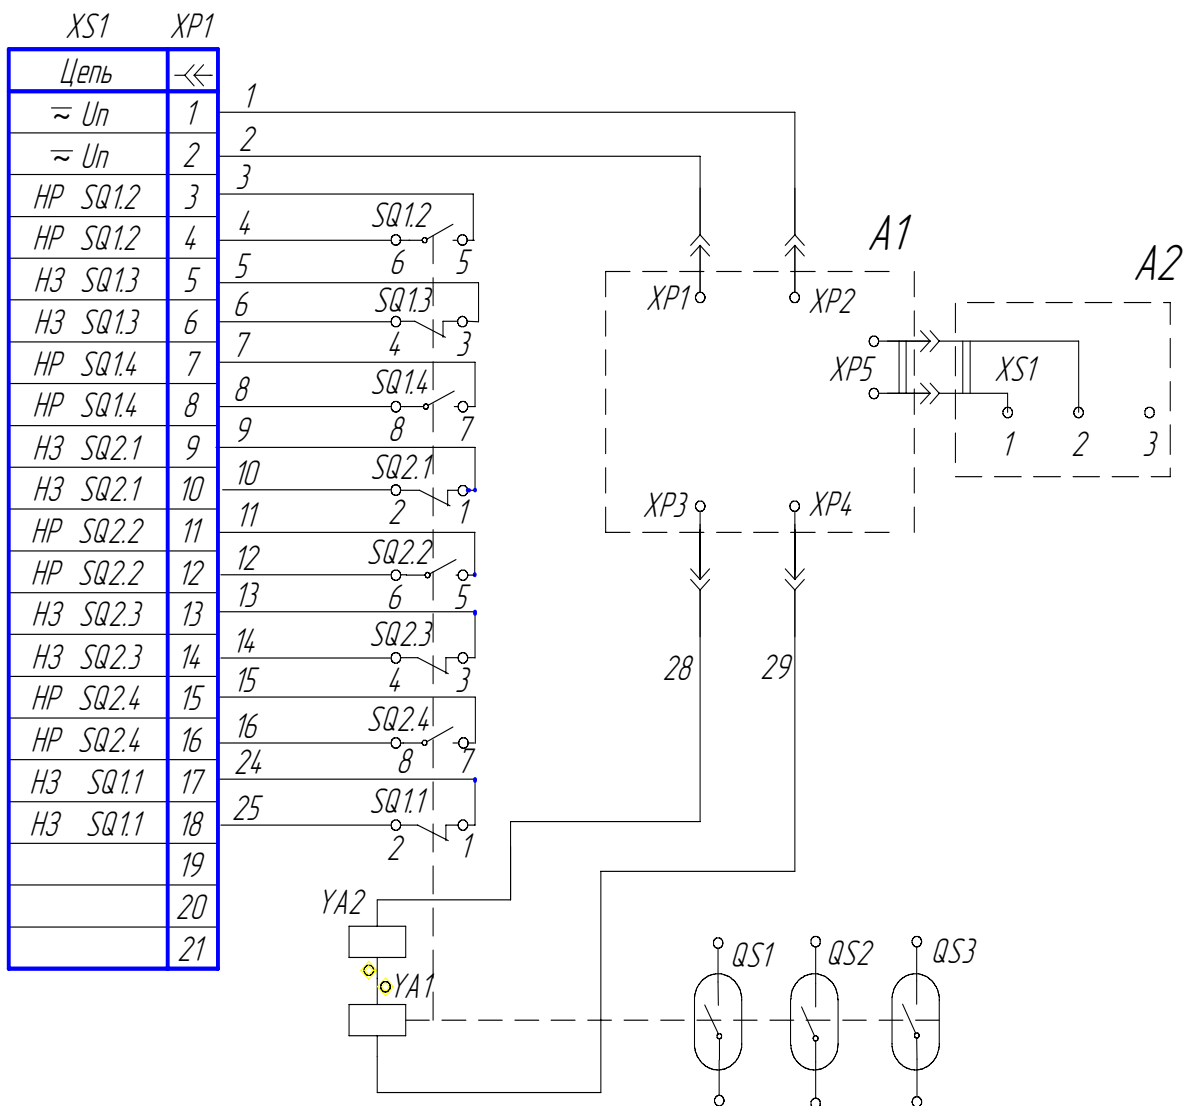 XS1 XP1
Цепь
Uп 1
Uп 2
НР SQ1.2 3
НР SQ1.2 4
НЗ SQ1.3 5
НЗ SQ1.3 6
НР SQ1.4 7
НР SQ1.4 8
НЗ SQ2.1 9
НЗ SQ2.1 10
НР SQ2.2 11
НР SQ2.2 12
НЗ SQ2.3 13
НЗ SQ2.3 14
НР SQ2.4 15
НР SQ2.4 16
НЗ SQ1.1 17
НЗ SQ1.1 18
19
20
21
1
2
3
4 SQ1.2
6 5
5
6 SQ1.3
4 3
7
8 SQ1.4
8 7
9
10 SQ2.1
2 1
11
12 SQ2.2
6 5
13
14 SQ2.3
4 3
15
16 SQ2.4
8 7
24
25 SQ1.1
2 1
A1
XP1 XP2
XP5
XP3 XP4
A2
XS1
1 2 3
28 29
YA2
YA1
QS1 QS2 QS3